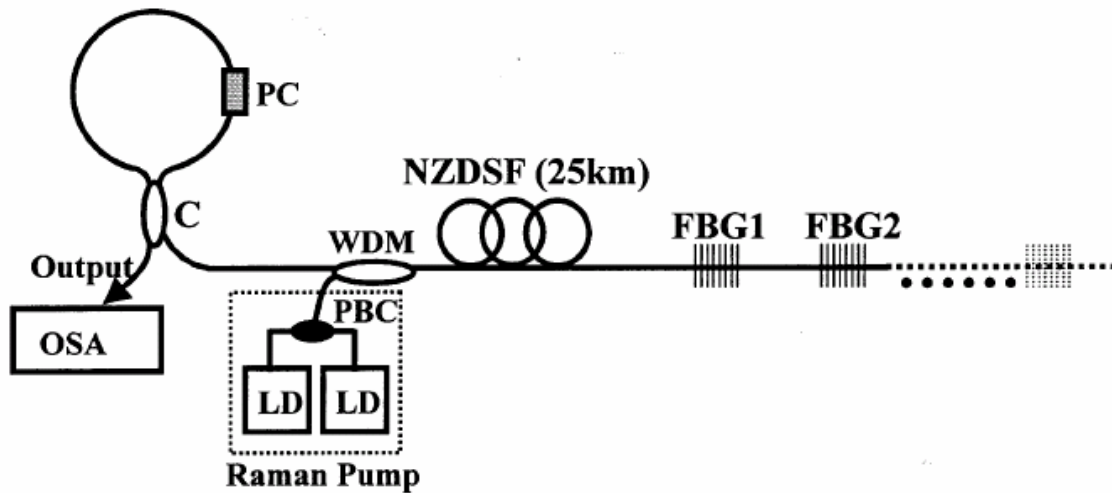 PC
C
NZDSF (25km)
WDM
FBG1
FBG2
Output
OSA
PBC
LD
LD
Raman Pump